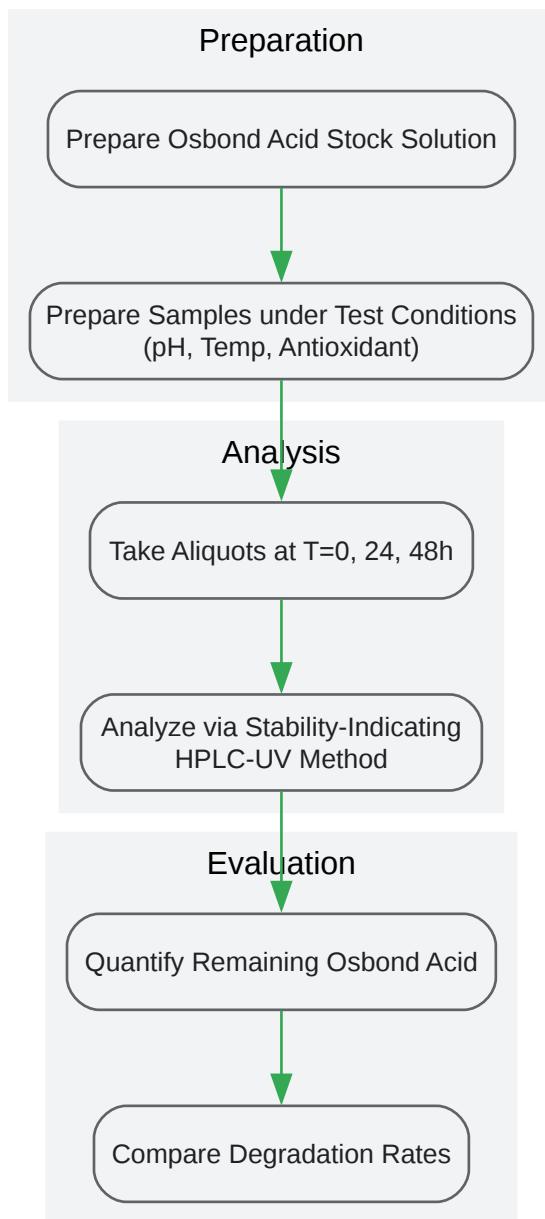 Preparation
Prepare Osbond Acid Stock Solution
Prepare Samples under Test Conditions
(pH, Temp, Antioxidant)
Analysis
Take Aliquots at T=0, 24, 48h
Analyze via Stability-Indicating
HPLC-UV Method
Evaluation
Quantify Remaining Osbond Acid
Compare Degradation Rates